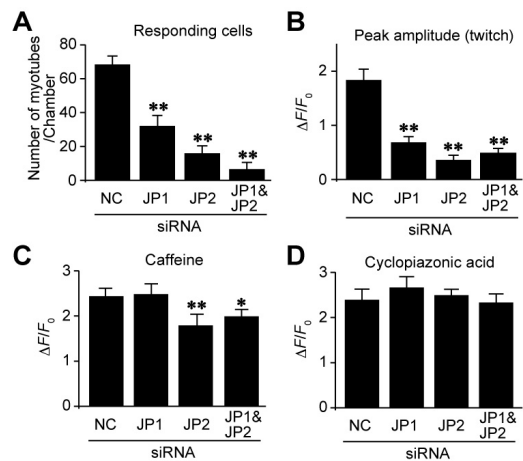 A
Responding cells
Number of myotubes
/Chamber
80
60
40
20
0
**
**
**
NC JP1 JP2 JP1&
JP2
siRNA
B
Peak amplitude (twitch)
ΔF/F0
2
1
0
**
**
**
NC JP1 JP2 JP1&
JP2
siRNA
C
Caffeine
ΔF/F0
3
2
1
0
**
*
NC JP1 JP2 JP1&
JP2
siRNA
D
Cyclopiazonic acid
ΔF/F0
3
2
1
0
NC JP1 JP2 JP1&
JP2
siRNA